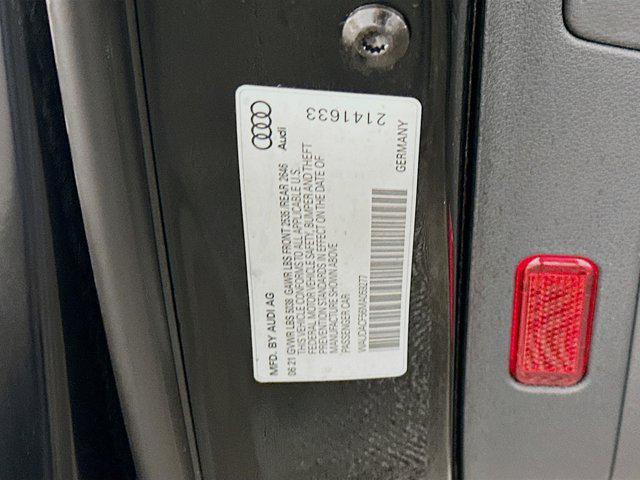 MFD. BY AUDI AG
Audi
06.21 GVWR LBS 5038 GAWR LBS FRONT 2535 /REAR 2646
THIS VEHICLE CONFORMS TO ALL APPLICABLE U.S.
FEDERAL MOTOR VEHICLE SAFETY, BUMPER AND THEFT
PREVENTION STANDARDS IN EFFECT ON THE DATE OF
MANUFACTURE SHOWN ABOVE
PASSENGER CAR
GERMANY
2141633